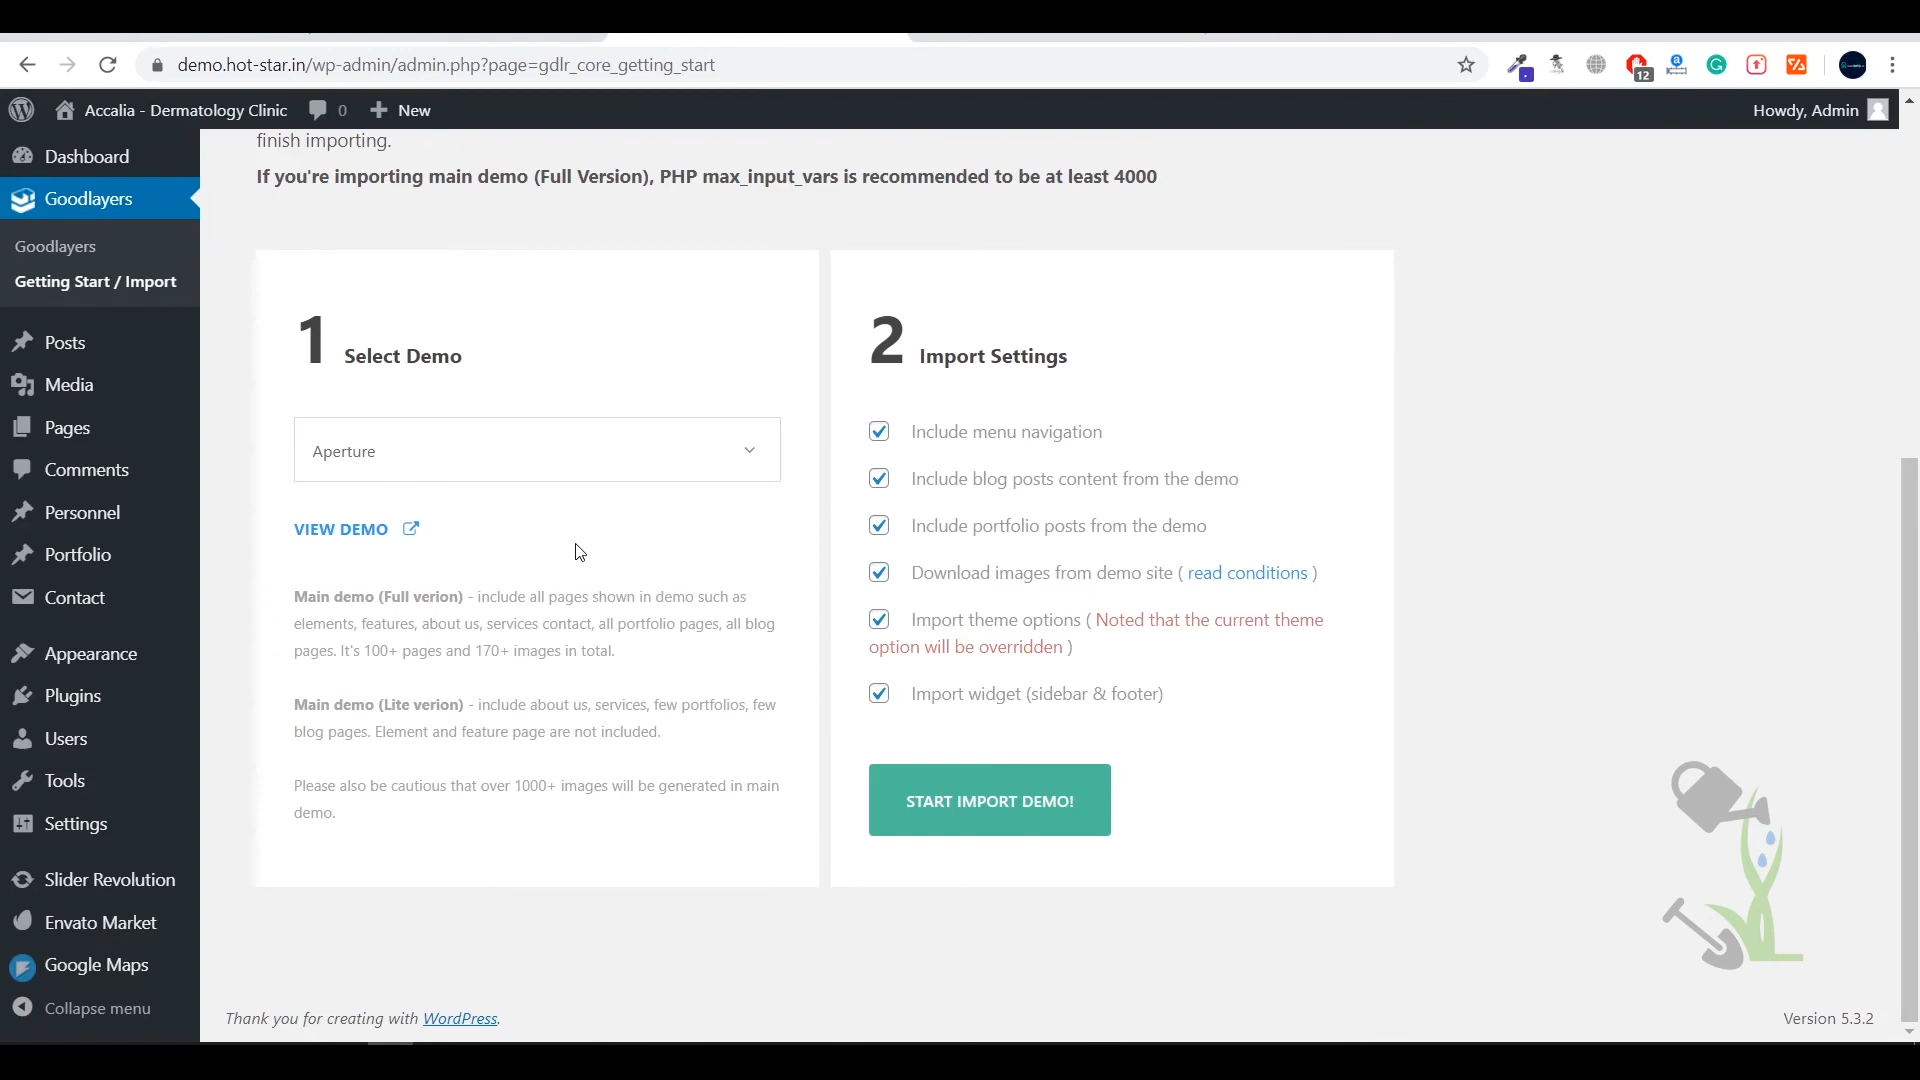 demo.hot-star.in/wp-admin/admin.php?page=gdlr_core_getting_start
12
Accalia - Dermatology Clinic
0
New
Howdy, Admin
Dashboard
Goodlayers
Goodlayers
Getting Start / Import
Posts
Media
Pages
Comments
Personnel
Portfolio
Contact
Appearance
Plugins
Users
Tools
Settings
Slider Revolution
Envato Market
Google Maps
Collapse menu
finish importing.
If you're importing main demo (Full Version), PHP max_input_vars is recommended to be at least 4000
1 Select Demo
Aperture
VIEW DEMO
Main demo (Full verion) - include all pages shown in demo such as
elements, features, about us, services contact, all portfolio pages, all blog
pages. It's 100+ pages and 170+ images in total.
Main demo (Lite verion) - include about us, services, few portfolios, few
blog pages. Element and feature page are not included.
Please also be cautious that over 1000+ images will be generated in main
demo.
2 Import Settings
Include menu navigation
Include blog posts content from the demo
Include portfolio posts from the demo
Download images from demo site ( read conditions )
Import theme options ( Noted that the current theme
option will be overridden )
Import widget (sidebar & footer)
START IMPORT DEMO!
Thank you for creating with WordPress.
Version 5.3.2